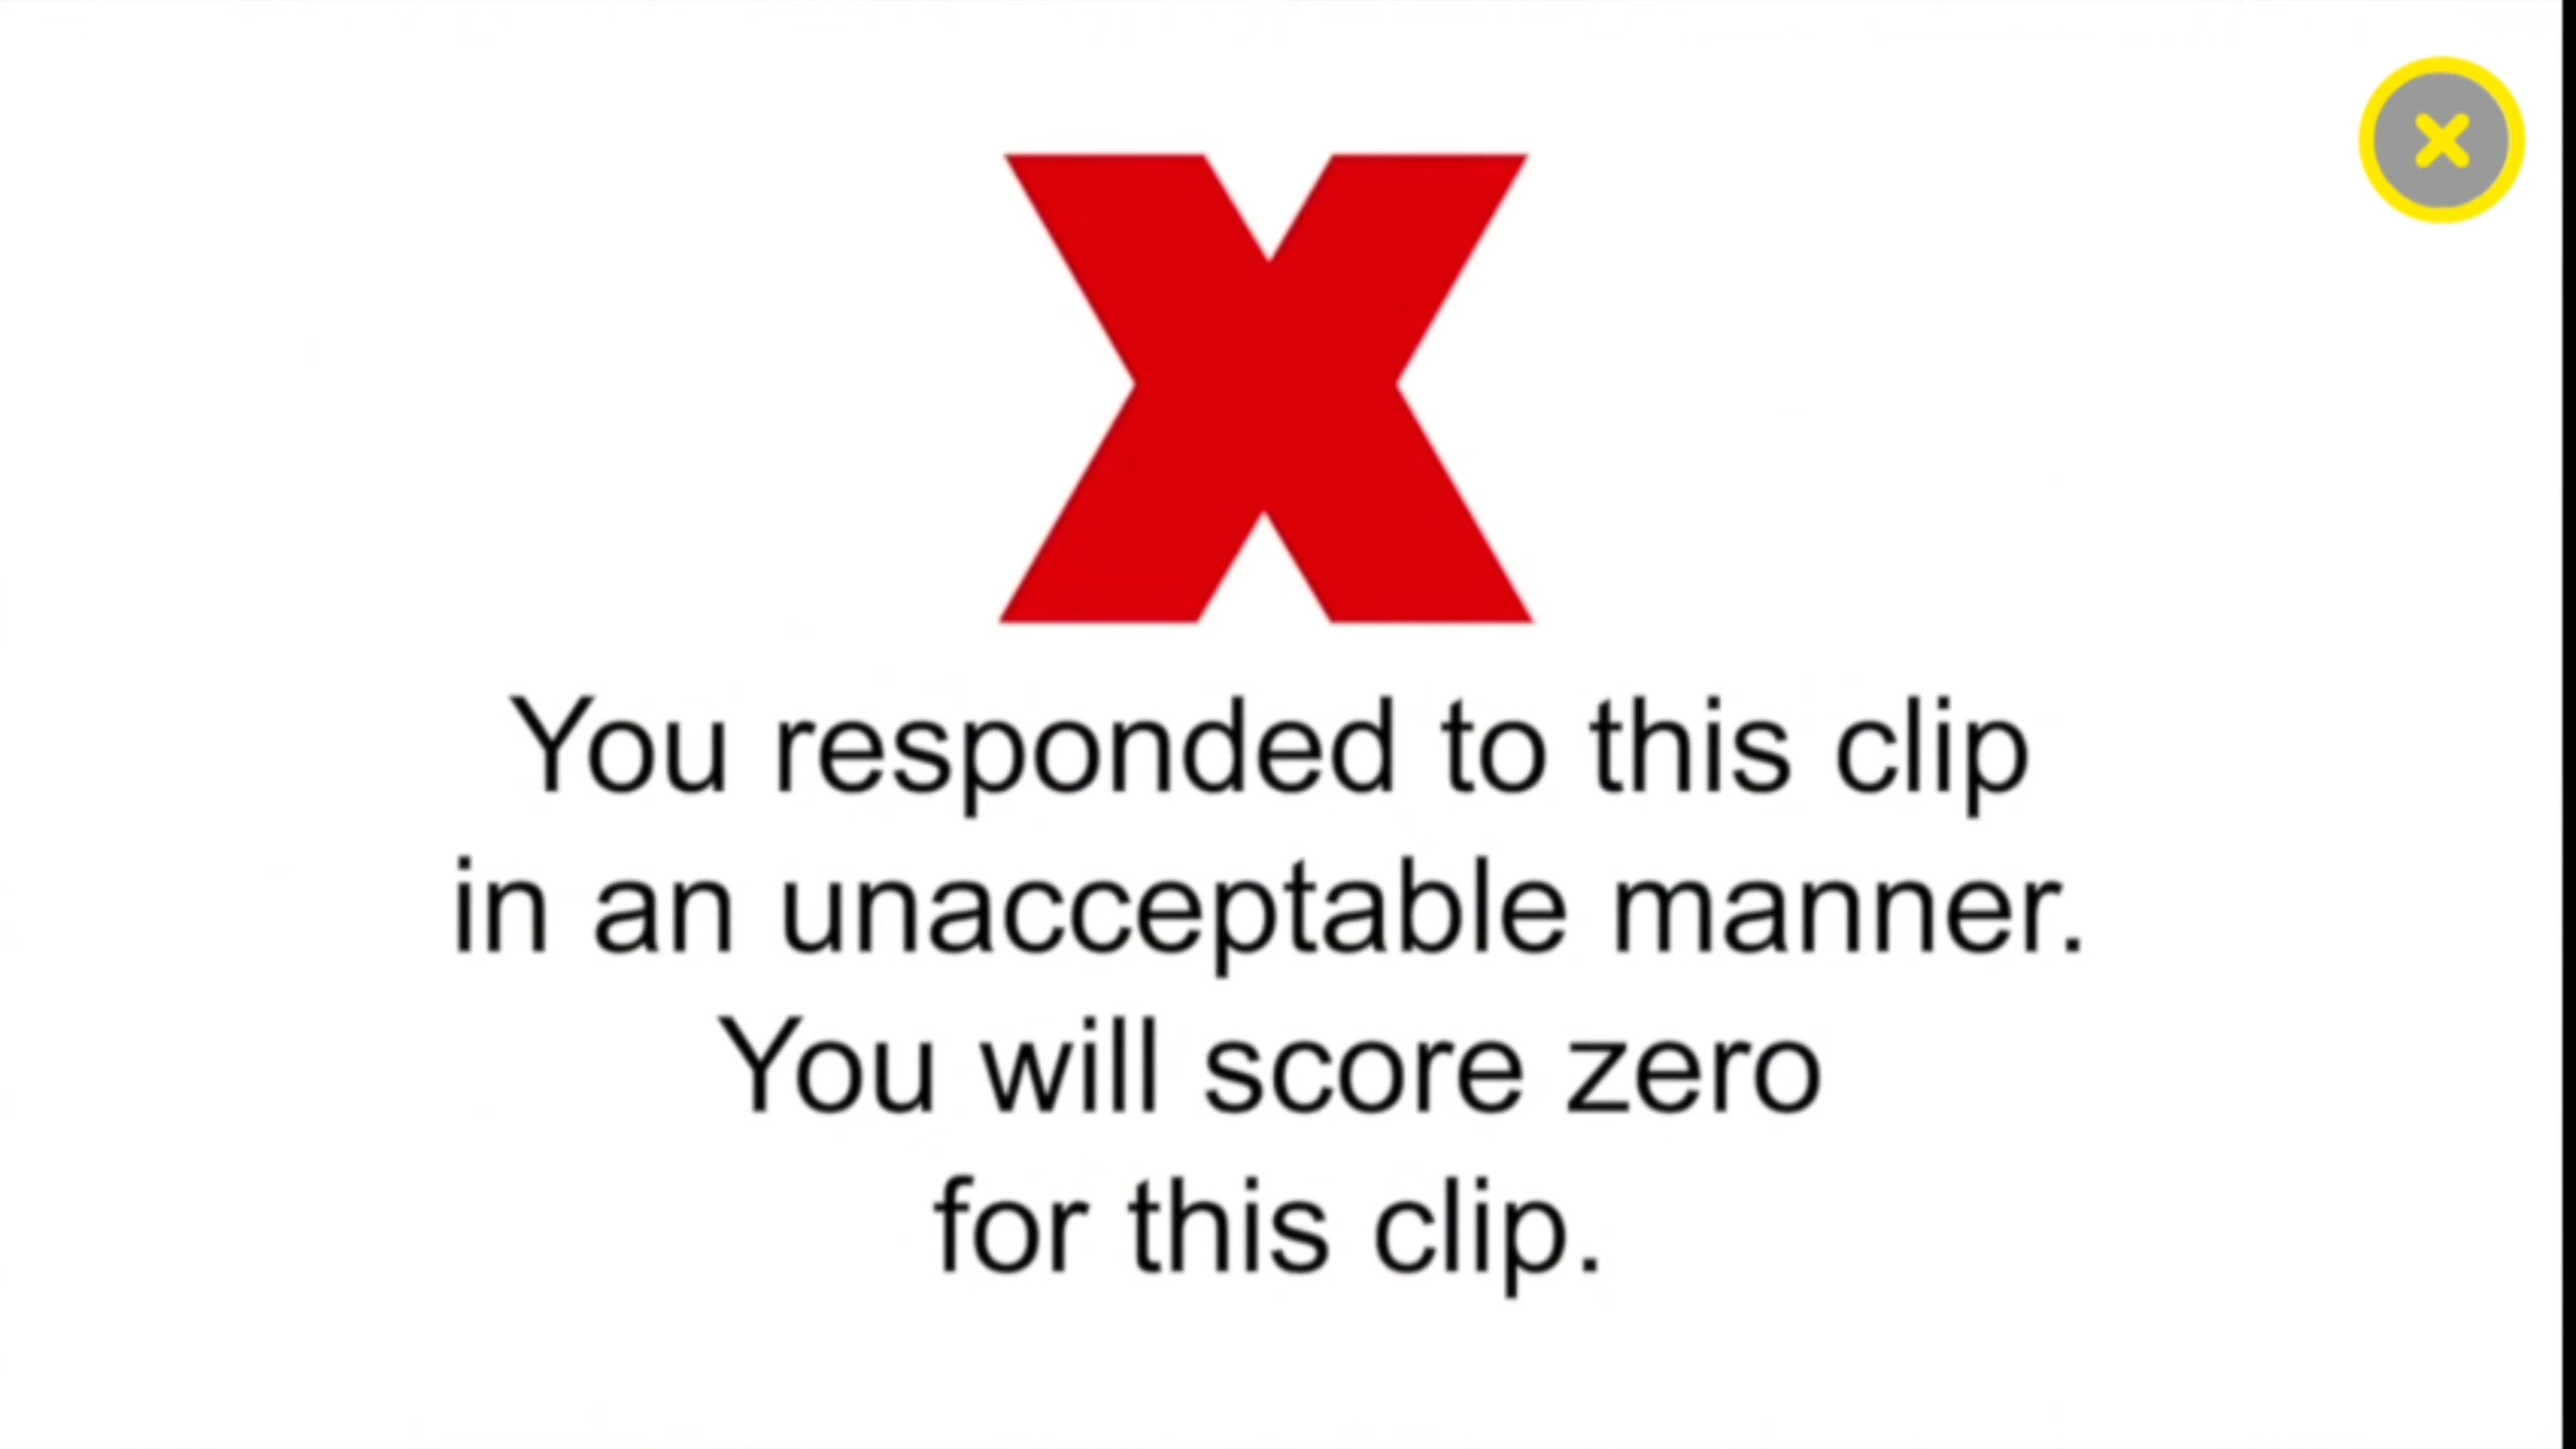 You responded to this clip
in an unacceptable manner.
You will score zero
for this clip.